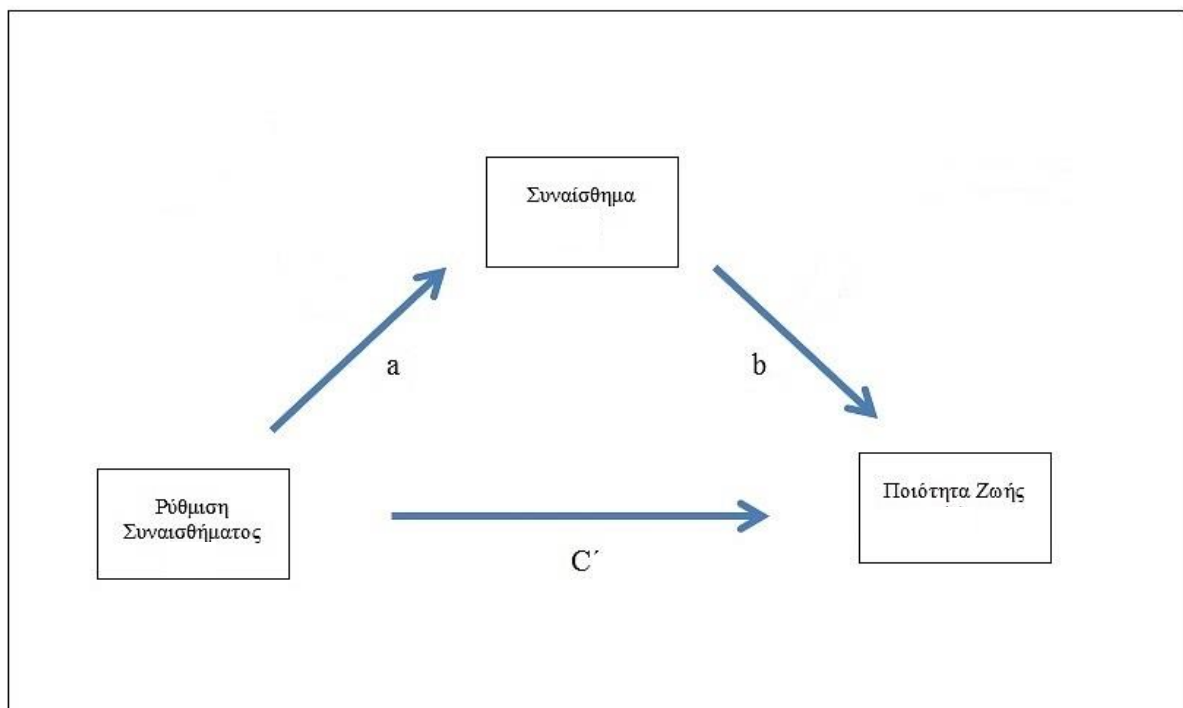 Συναίσθημα
a
b
Ρύθμιση
Συναισθήματος
Ποιότητα Ζωής
C´